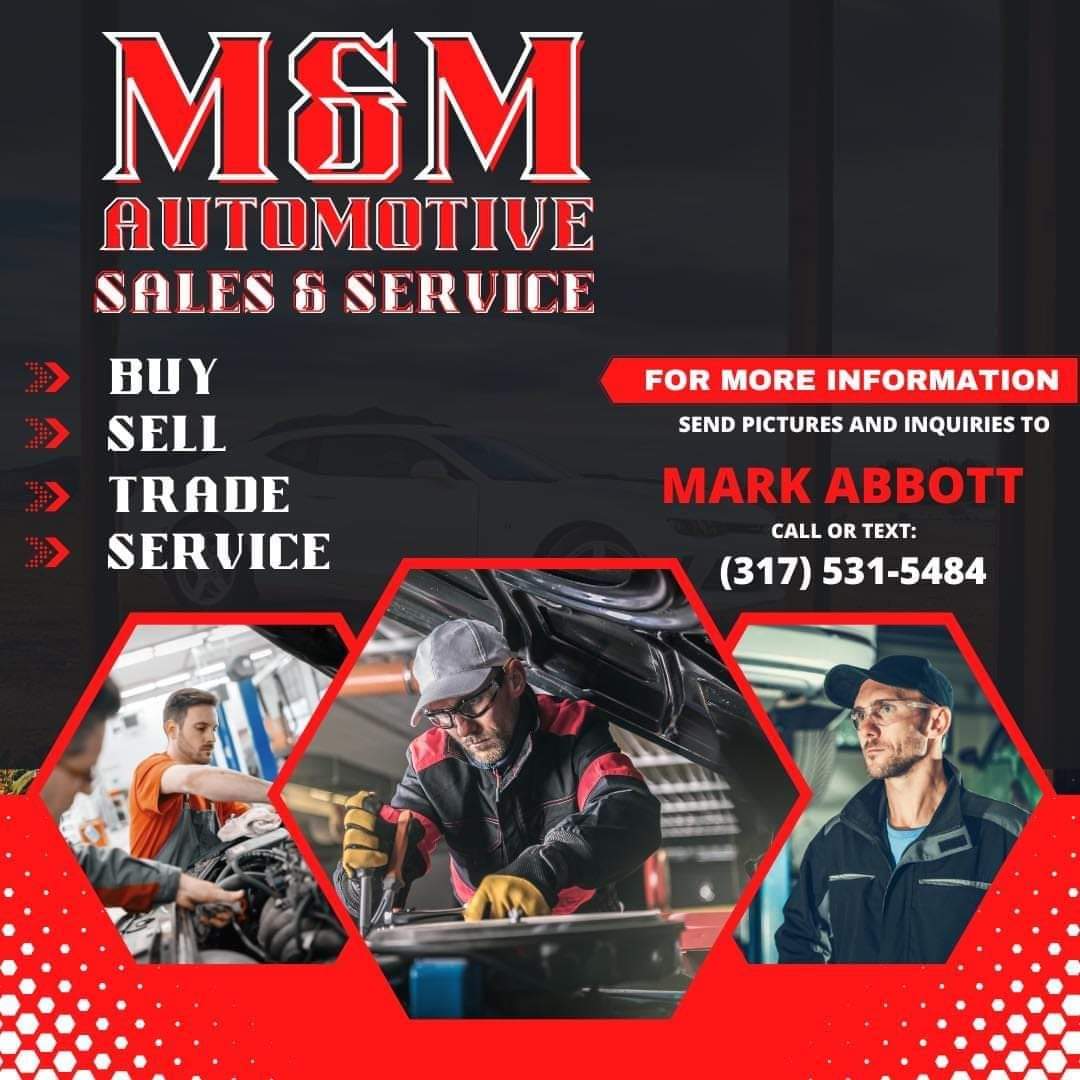 M&M
AUTOMOTIVE
SALES & SERVICE
BUY
SELL
TRADE
SERVICE
FOR MORE INFORMATION
SEND PICTURES AND INQUIRIES TO
MARK ABBOTT
CALL OR TEXT:
(317) 531-5484